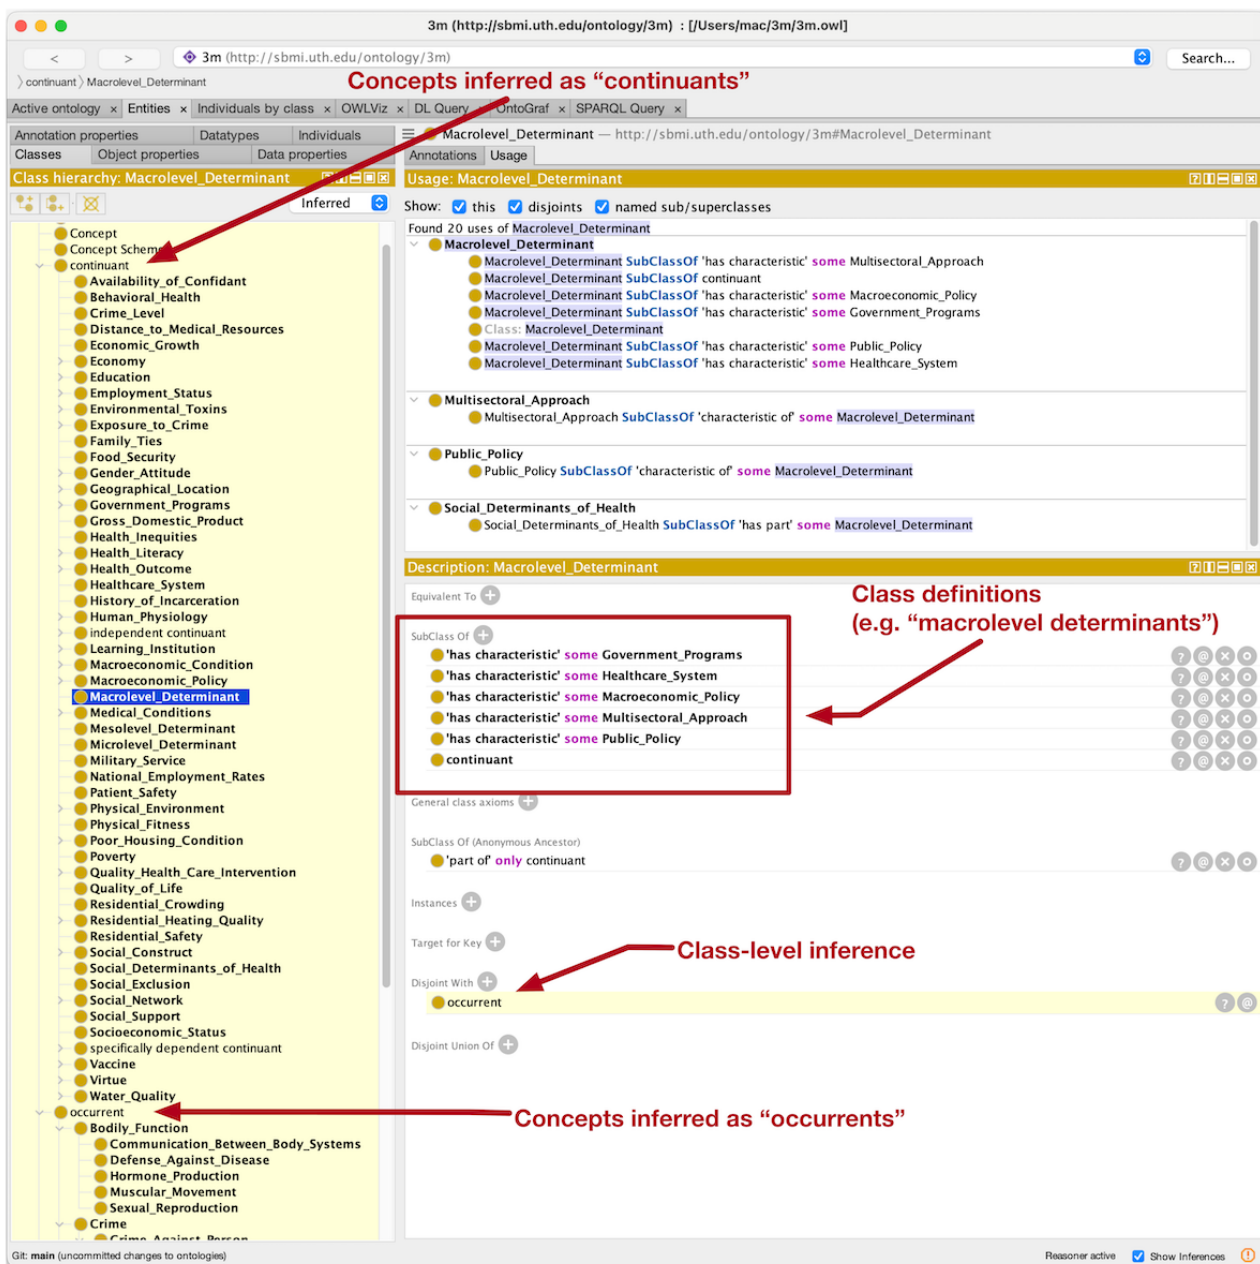 3m (http://sbmi.uth.edu/ontology/3m) : [/Users/mac/3m/3m.owl]
< > 3m (http://sbmi.uth.edu/ontology/3m) Search...
continuant Macrolevel_Determinant
Concepts inferred as “continuants”
Active ontology × Entities × Individuals by class × OWLViz × DL Query × OntoGraf × SPARQL Query ×
Annotation properties Datatypes Individuals
Classes Object properties Data properties
Class hierarchy: Macrolevel_Determinant
Inferred
Concept
Concept Scheme
continuant
Availability_of_Confidant
Behavioral_Health
Crime_Level
Distance_to_Medical_Resources
Economic_Growth
Economy
Education
Employment_Status
Environmental_Toxins
Exposure_to_Crime
Family_Ties
Food_Security
Gender_Attitude
Geographical_Location
Government_Programs
Gross_Domestic_Product
Health_Inequities
Health_Literacy
Health_Outcome
Healthcare_System
History_of_Incarceration
Human_Physiology
independent continuant
Learning_Institution
Macroeconomic_Condition
Macroeconomic_Policy
Macrolevel_Determinant
Medical_Conditions
Mesolevel_Determinant
Microlevel_Determinant
Military_Service
National_Employment_Rates
Patient_Safety
Physical_Environment
Physical_Fitness
Poor_Housing_Condition
Poverty
Quality_Health_Care_Intervention
Quality_of_Life
Residential_Crowding
Residential_Heating_Quality
Residential_Safety
Social_Construct
Social_Determinants_of_Health
Social_Exclusion
Social_Network
Social_Support
Socioeconomic_Status
specifically dependent continuant
Vaccine
Virtue
Water_Quality
occurrent
Bodily_Function
Communication_Between_Body_Systems
Defense_Against_Disease
Hormone_Production
Muscular_Movement
Sexual_Reproduction
Crime
Crime_Against_Person
Macrolevel_Determinant — http://sbmi.uth.edu/ontology/3m#Macrolevel_Determinant
Annotations Usage
Usage: Macrolevel_Determinant
Show: this disjoints named sub/superclasses
Found 20 uses of Macrolevel_Determinant
Macrolevel_Determinant
Macrolevel_Determinant SubClassOf 'has characteristic' some Multisectoral_Approach
Macrolevel_Determinant SubClassOf continuant
Macrolevel_Determinant SubClassOf 'has characteristic' some Macroeconomic_Policy
Macrolevel_Determinant SubClassOf 'has characteristic' some Government_Programs
Class: Macrolevel_Determinant
Macrolevel_Determinant SubClassOf 'has characteristic' some Public_Policy
Macrolevel_Determinant SubClassOf 'has characteristic' some Healthcare_System
Multisectoral_Approach
Multisectoral_Approach SubClassOf 'characteristic of' some Macrolevel_Determinant
Public_Policy
Public_Policy SubClassOf 'characteristic of' some Macrolevel_Determinant
Social_Determinants_of_Health
Social_Determinants_of_Health SubClassOf 'has part' some Macrolevel_Determinant
Description: Macrolevel_Determinant
Equivalent To
Class definitions
(e.g. “macrolevel determinants”)
SubClass Of
'has characteristic' some Government_Programs
'has characteristic' some Healthcare_System
'has characteristic' some Macroeconomic_Policy
'has characteristic' some Multisectoral_Approach
'has characteristic' some Public_Policy
continuant
General class axioms
SubClass Of (Anonymous Ancestor)
'part of' only continuant
Instances
Target for Key
Class-level inference
Disjoint With
occurrent
Disjoint Union Of
Concepts inferred as “occurrents”
Git: main (uncommitted changes to ontologies)
Reasoner active Show Inferences